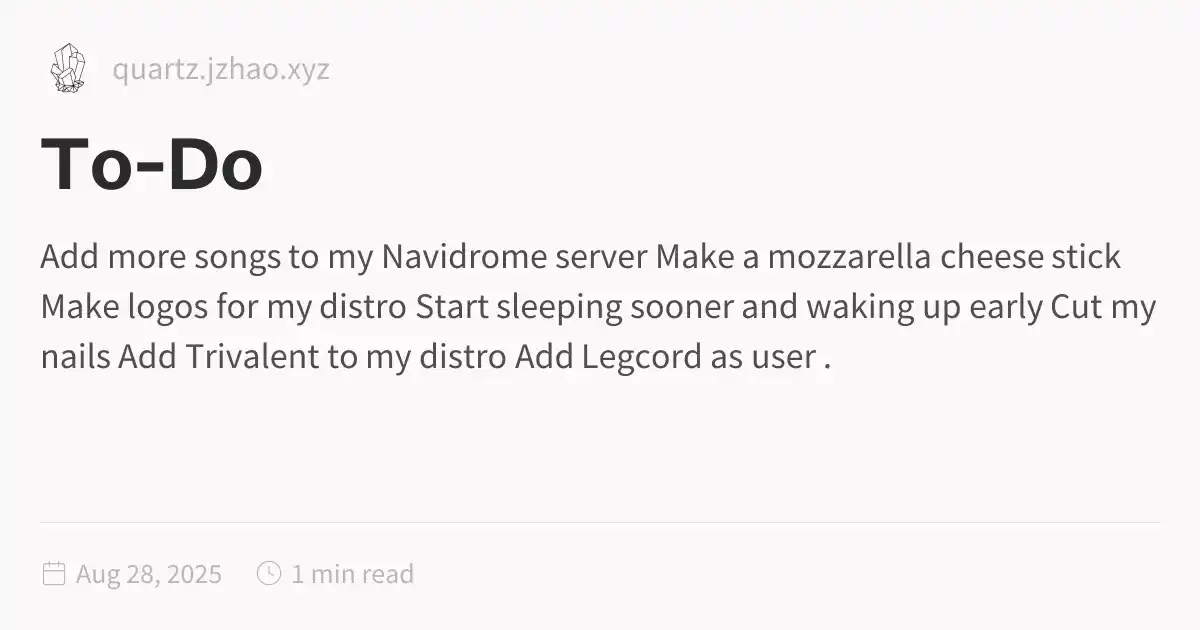 quartz.jzhao.xyz
To-Do
Add more songs to my Navidrome server Make a mozzarella cheese stick
Make logos for my distro Start sleeping sooner and waking up early Cut my
nails Add Trivalent to my distro Add Legcord as user .
Aug 28, 2025 1 min read